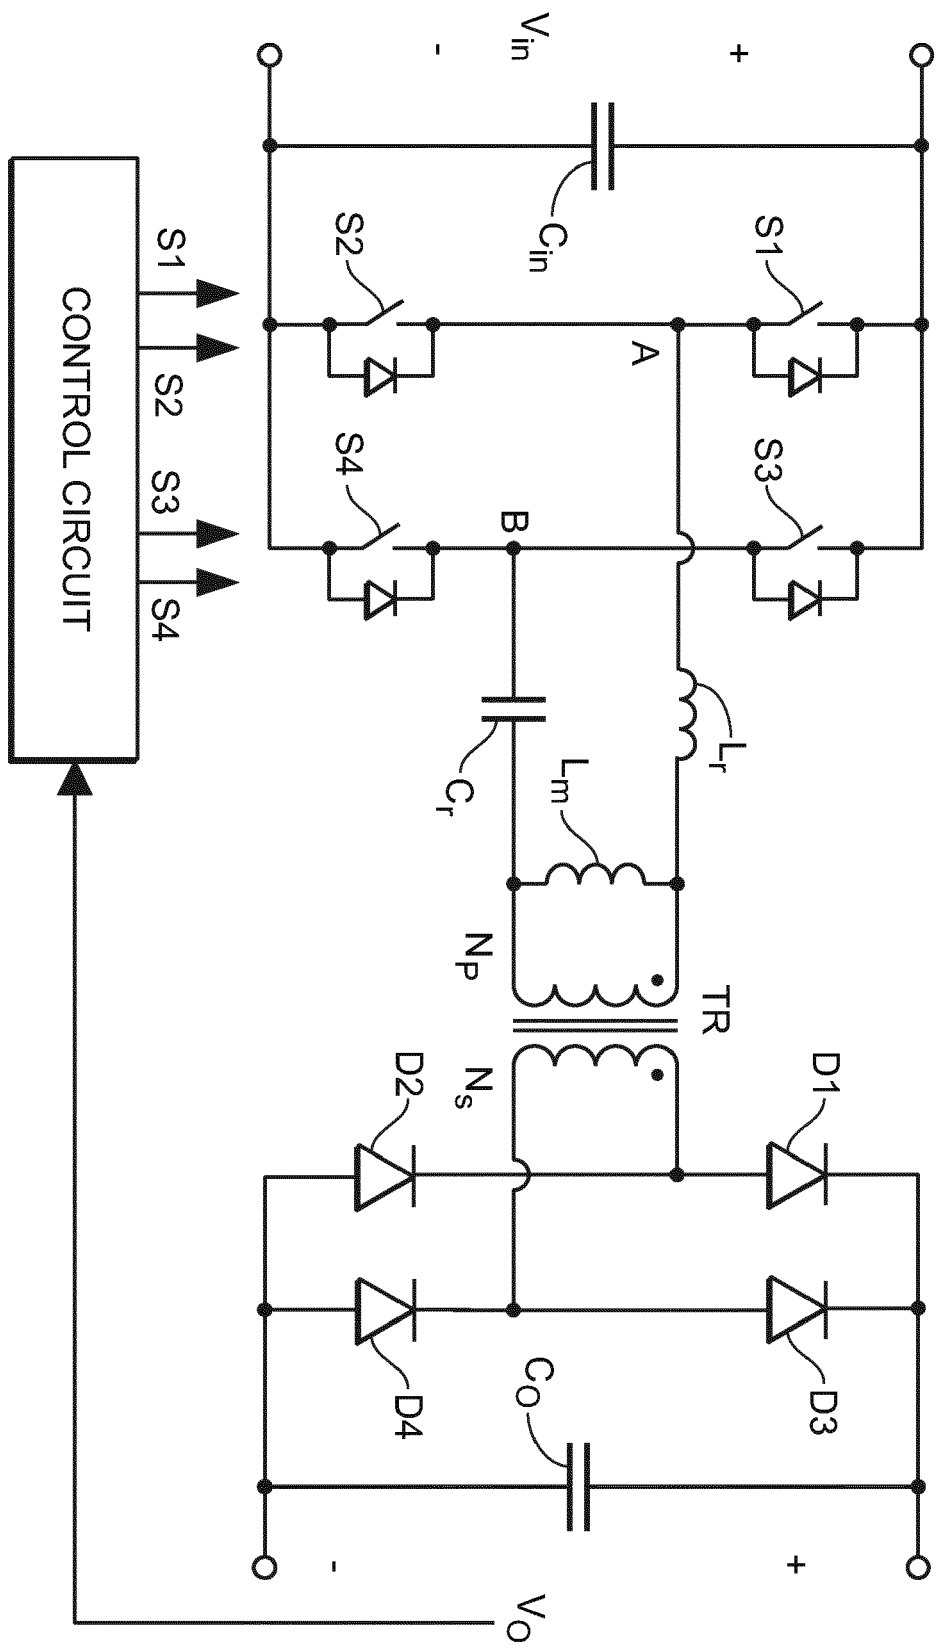 +
Vin
-
Cin
S1
S2
S3
S4
A
B
Lr
Cr
Lm
TR
NP
Ns
D1
D2
D3
D4
CO
+
-
VO
S1
S2
S3
S4
CONTROL CIRCUIT